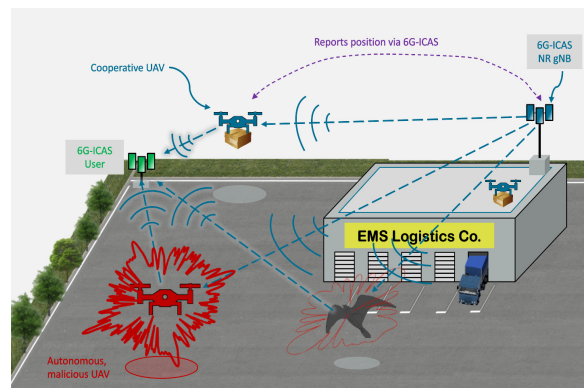 Reports position via 6G-ICAS
6G-ICAS
NR gNB
Cooperative UAV
6G-ICAS
User
EMS Logistics Co.
Autonomous,
malicious UAV